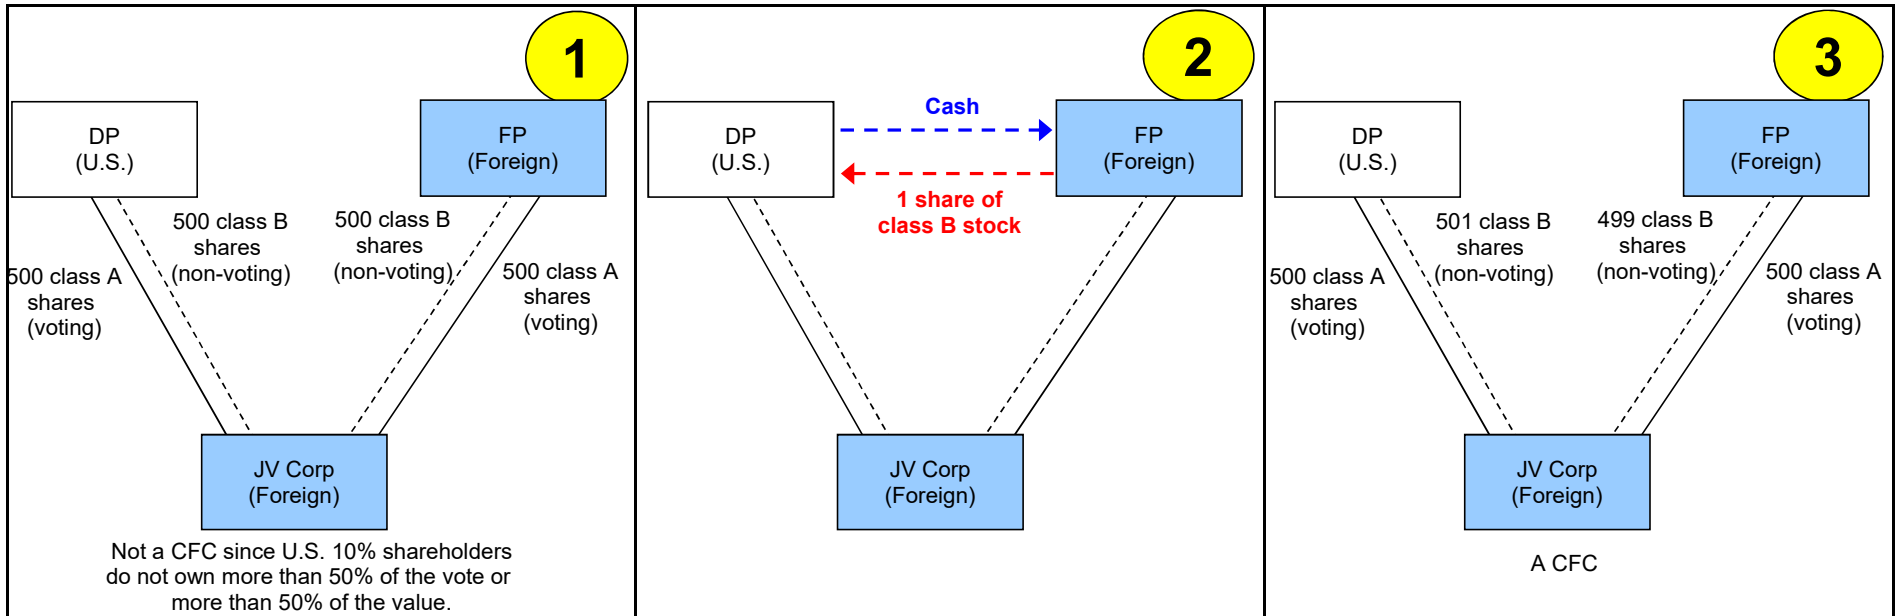 1
DP
(U.S.)
FP
(Foreign)
500 class B
shares
(non-voting)
500 class B
shares
(non-voting)
500 class A
shares
(voting)
500 class A
shares
(voting)
JV Corp
(Foreign)
Not a CFC since U.S. 10% shareholders
do not own more than 50% of the vote or
more than 50% of the value.
2
DP
(U.S.)
Cash
FP
(Foreign)
1 share of
class B stock
JV Corp
(Foreign)
3
DP
(U.S.)
FP
(Foreign)
501 class B
shares
(non-voting)
499 class B
shares
(non-voting)
500 class A
shares
(voting)
500 class A
shares
(voting)
JV Corp
(Foreign)
A CFC